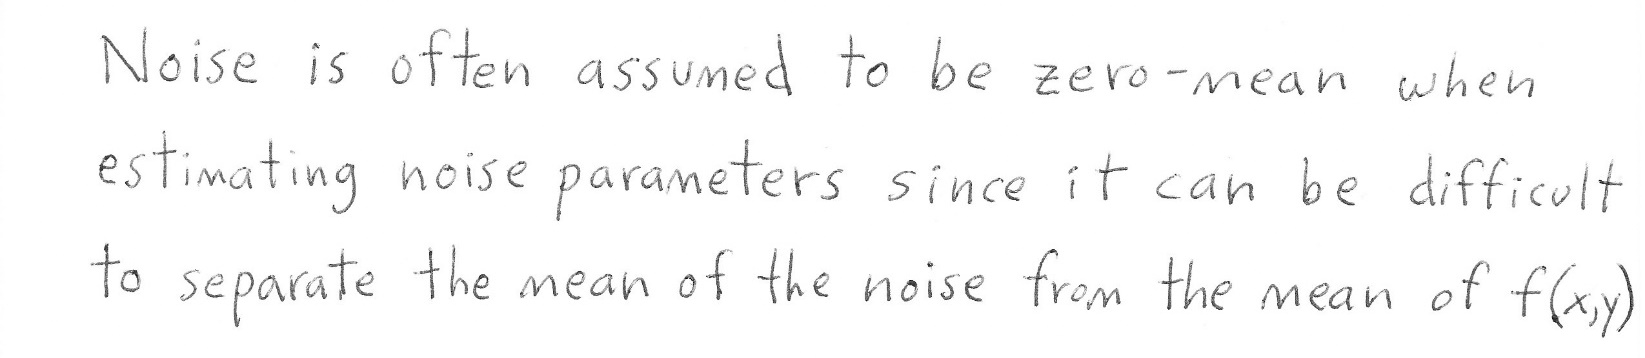 Noise is often assumed to be zero-mean when
estimating noise parameters since it can be difficult
to separate the mean of the noise from the mean of f(x,y)